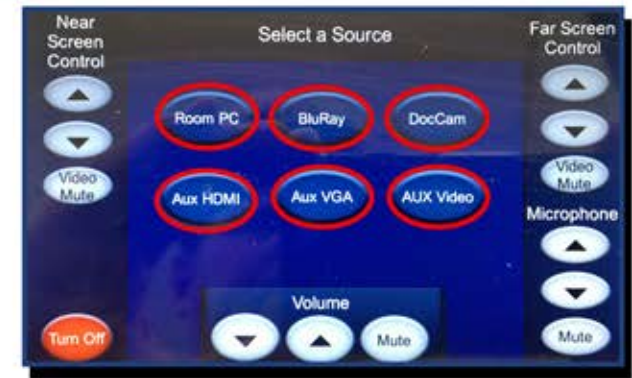 Near
Screen
Control
Select a Source
Far Screen
Control
Room PC
BluRay
DocCam
Video
Mute
Video
Mute
Aux HDMI
Aux VGA
AUX Video
Microphone
Volume
Turn Off
Mute
Mute